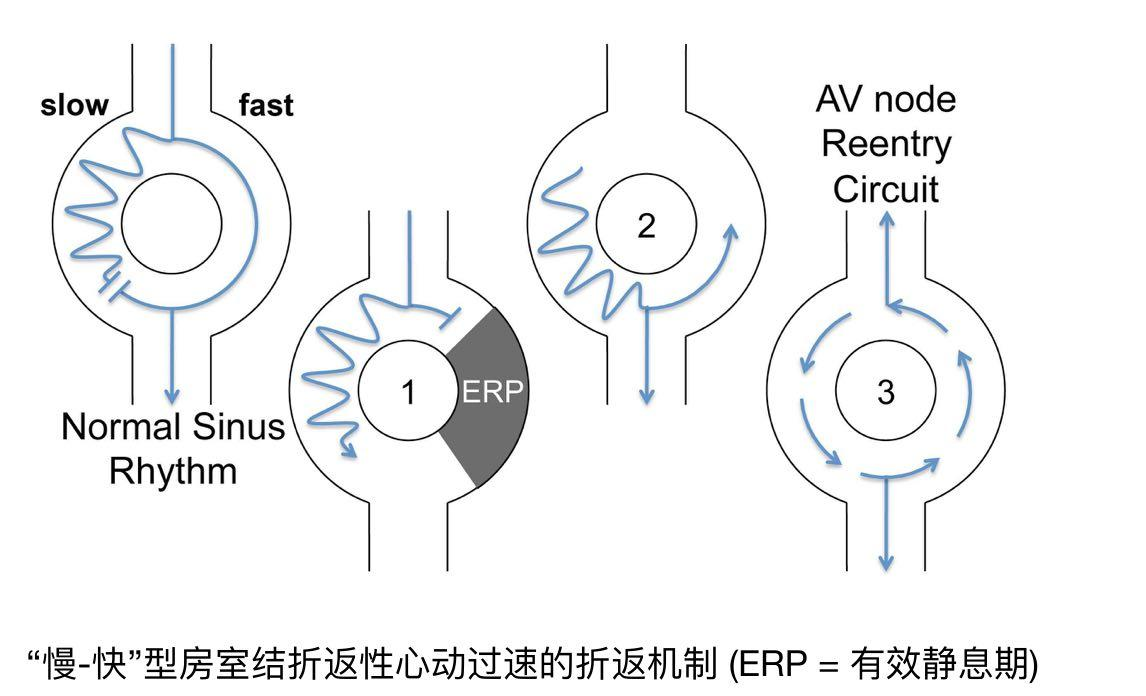 slow
fast
Normal Sinus
Rhythm
1
ERP
2
AV node
Reentry
Circuit
3
“慢-快”型房室结折返性心动过速的折返机制 (ERP = 有效静息期)